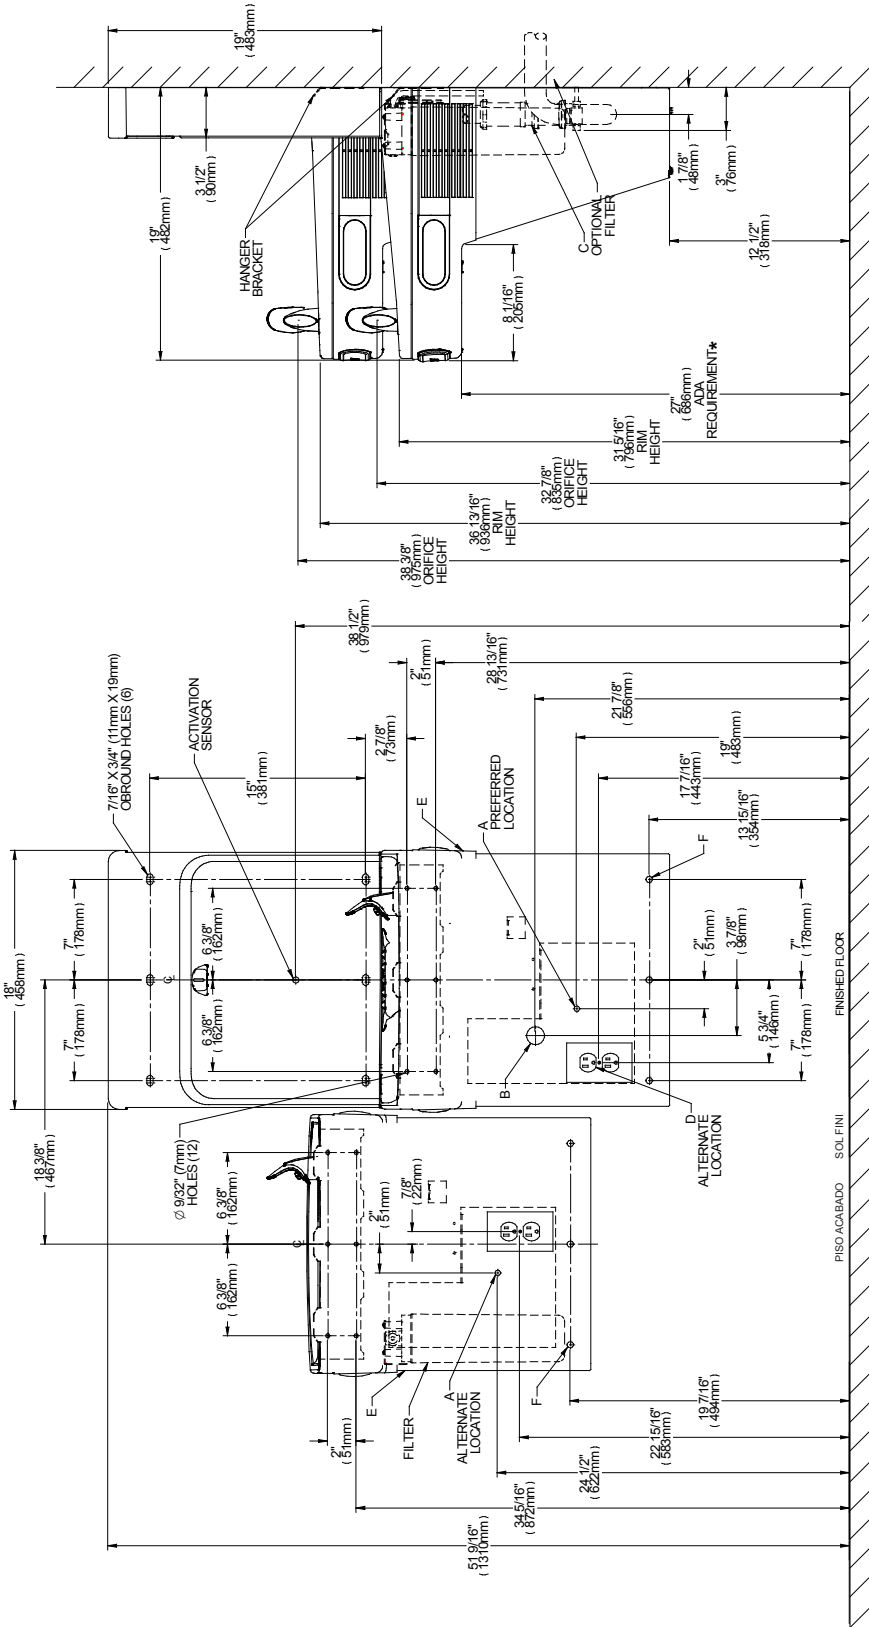 51 9/16"
(1310mm)
34 5/16"
(872mm)
24 1/2"
(622mm)
22 15/16"
(583mm)
19 7/16"
(494mm)
2"
(51mm)
FILTER
E
A
ALTERNATE
LOCATION
F
18 3/8"
(467mm)
6 3/8"
(162mm)
6 3/8"
(162mm)
Ø 9/32" (7mm)
HOLES (12)
2"
(51mm)
7/8"
(22mm)
18"
(458mm)
7"
(178mm)
7"
(178mm)
7/16" X 3/4" (11mm X 19mm)
OBROUND HOLES (6)
ACTIVATION
SENSOR
6 3/8"
(162mm)
6 3/8"
(162mm)
15"
(381mm)
2 7/8"
(73mm)
2"
(51mm)
38 1/2"
(979mm)
28 13/16"
(731mm)
21 7/8"
(556mm)
19"
(483mm)
17 7/16"
(443mm)
13 15/16"
(354mm)
E
A
PREFERRED
LOCATION
B
D
ALTERNATE
LOCATION
F
2"
(51mm)
3 7/8"
(98mm)
5 3/4"
(146mm)
7"
(178mm)
7"
(178mm)
PISO ACABADO
SOL FINI
FINISHED FLOOR
19"
(483mm)
19"
(482mm)
3 1/2"
(90mm)
HANGER
BRACKET
8 1/16"
(205mm)
C
OPTIONAL
FILTER
1 7/8"
(48mm)
3"
(76mm)
12 1/2"
(318mm)
27"
(686mm)
ADA
REQUIREMENT*
31 5/16"
(796mm)
RIM
HEIGHT
32 7/8"
(835mm)
ORIFICE
HEIGHT
36 13/16"
(936mm)
RIM
HEIGHT
38 3/8"
(975mm)
ORIFICE
HEIGHT